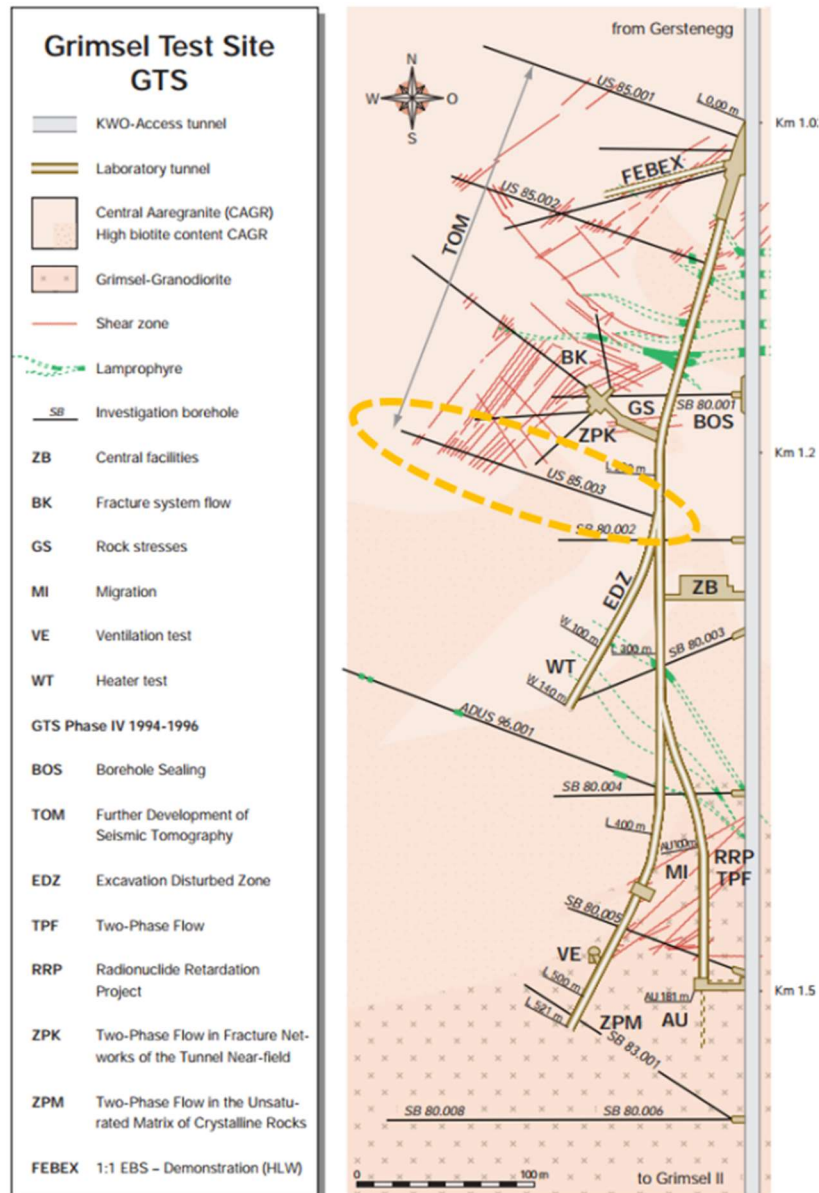 Grimsel Test Site
GTS
KWO-Access tunnel
Laboratory tunnel
Central Aaregranite (CAGR)
High biotite content CAGR
Grimsel-Granodiorite
Shear zone
Lamprophyre
SB Investigation borehole
ZB Central facilities
BK Fracture system flow
GS Rock stresses
MI Migration
VE Ventilation test
WT Heater test
GTS Phase IV 1994-1996
BOS Borehole Sealing
TOM Further Development of
Seismic Tomography
EDZ Excavation Disturbed Zone
TPF Two-Phase Flow
RRP Radionuclide Retardation
Project
ZPK Two-Phase Flow in Fracture Net-
works of the Tunnel Near-field
ZPM Two-Phase Flow in the Unsatu-
rated Matrix of Crystalline Rocks
FEBEX 1:1 EBS – Demonstration (HLW)
from Gerstenegg
N
W O
S
US 85.001
L 0,00 m
Km 1.0
FEBEX
US 85.002
TOM
BK
GS
SB 80.001
BOS
ZPK
Km 1.2
US 85.003
SB 80.002
EDZ
ZB
W 100 m
L 300 m
SB 80.003
WT
W 140 m
ADUS 96.001
SB 80.004
L 400 m
AU 100m
RRP
TPF
MI
SB 80.005
VE
L 500 m
Km 1.5
AU 181 m
L 521 m
ZPM
AU
SB 83.001
SB 80.008
SB 80.006
0 100 m
to Grimsel II